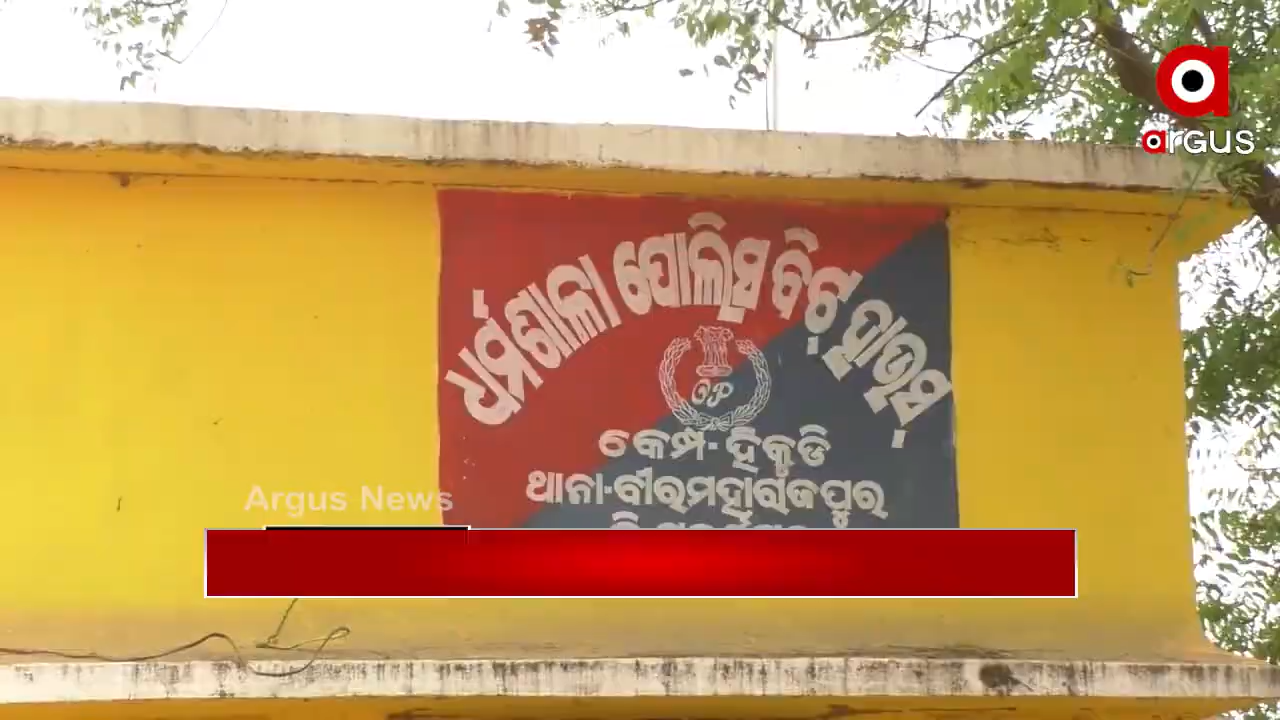 argus
ଧର୍ମଶାଳା ପୋଲିସ ବିଟ୍ ହାଉସ୍
କେମ୍ପ-ହିକୁଡି
ଥାନା-ବୀରମହାରାଜପୁର
Argus News